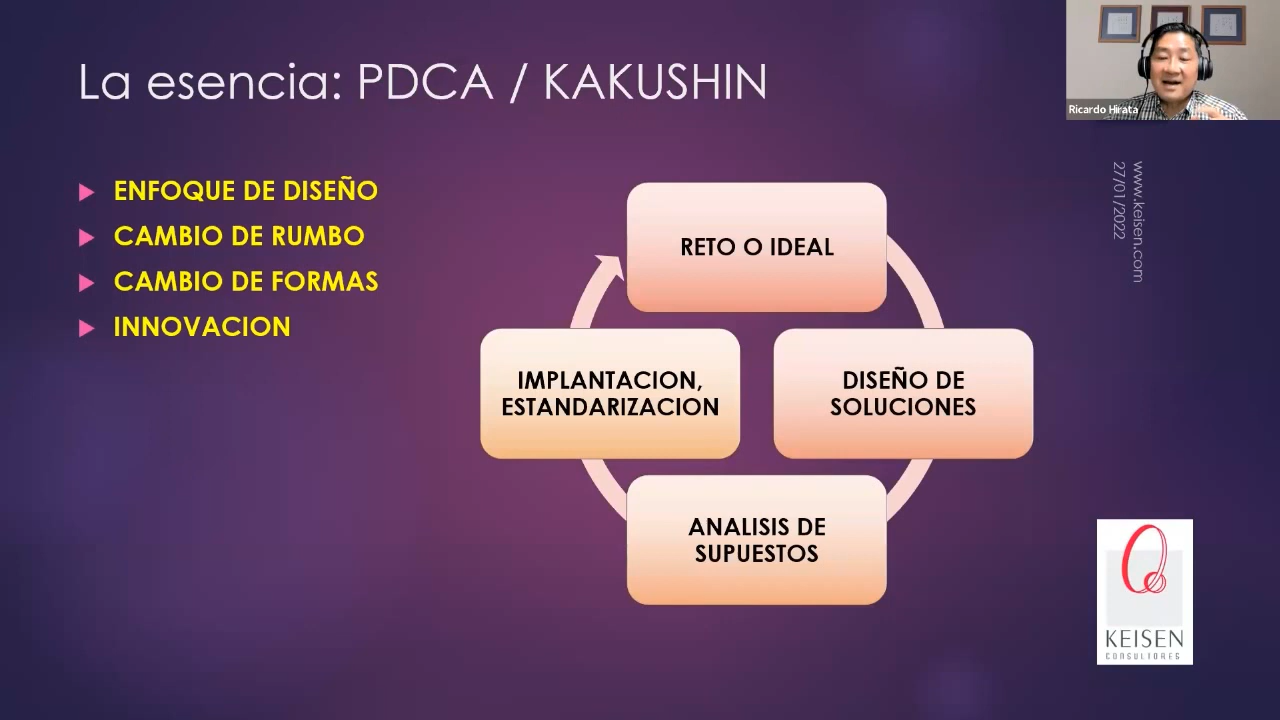 La esencia: PDCA / KAKUSHIN
Ricardo Hirata
ENFOQUE DE DISEÑO
CAMBIO DE RUMBO
CAMBIO DE FORMAS
INNOVACION
RETO O IDEAL
DISEÑO DE
SOLUCIONES
ANALISIS DE
SUPUESTOS
IMPLANTACION,
ESTANDARIZACION
www.keisen.com
27/01/2022
KEISEN
CONSULTORES